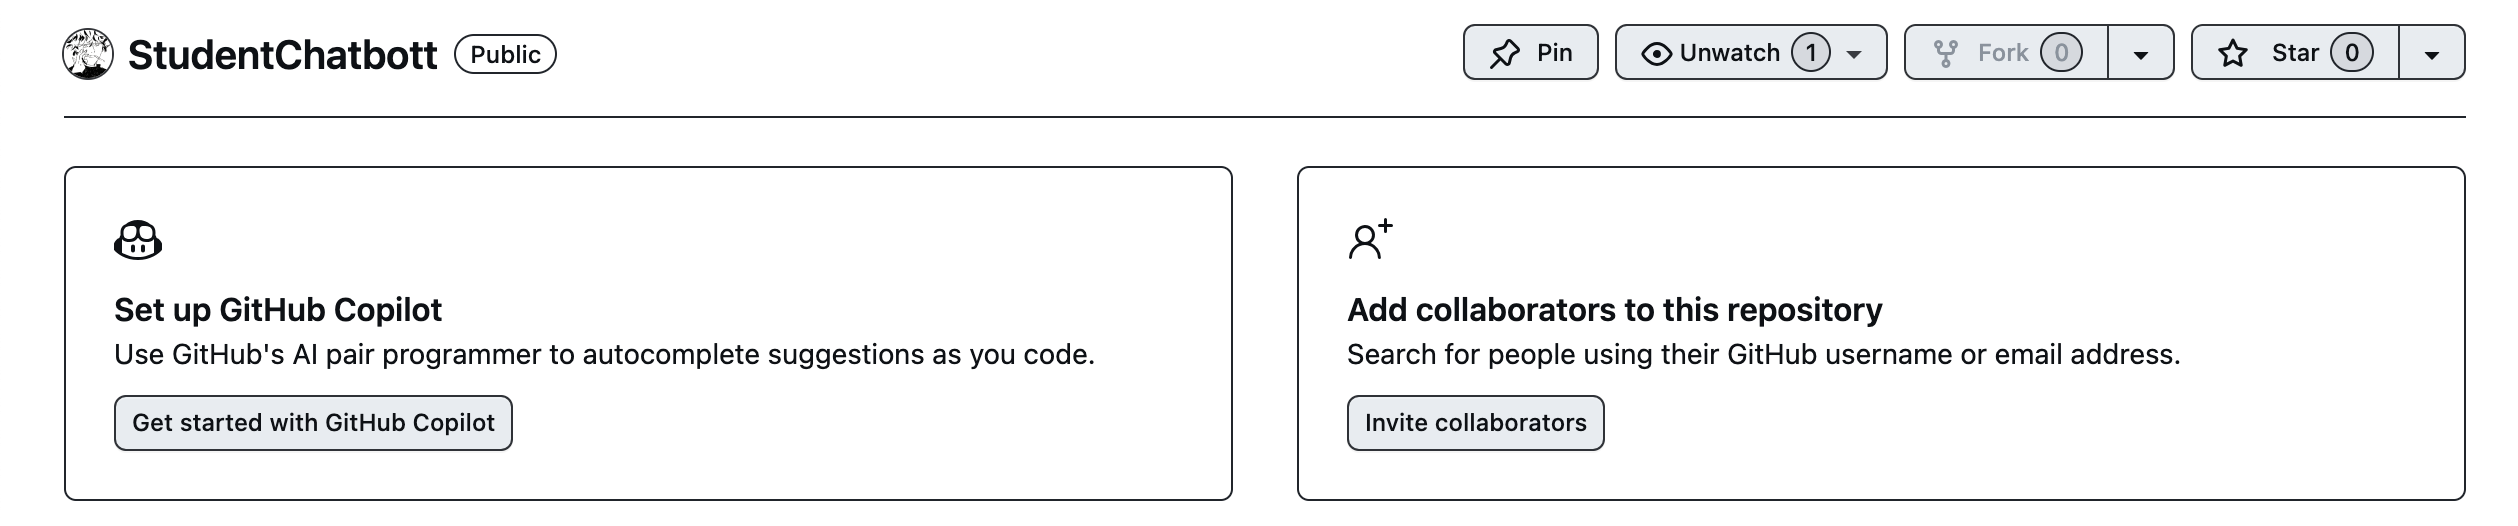 StudentChatbott Public Pin Unwatch 1 Fork 0 Star 0
Set up GitHub Copilot
Use GitHub's AI pair programmer to autocomplete suggestions as you code.
Get started with GitHub Copilot
Add collaborators to this repository
Search for people using their GitHub username or email address.
Invite collaborators